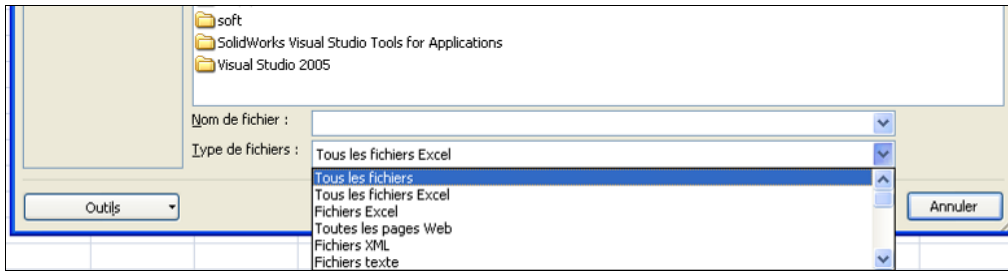 soft
SolidWorks Visual Studio Tools for Applications
Visual Studio 2005
Nom de fichier :
Type de fichiers : Tous les fichiers Excel
Tous les fichiers
Tous les fichiers Excel
Outils Annuler
Fichiers Excel
Toutes les pages Web
Fichiers XML
Fichiers texte